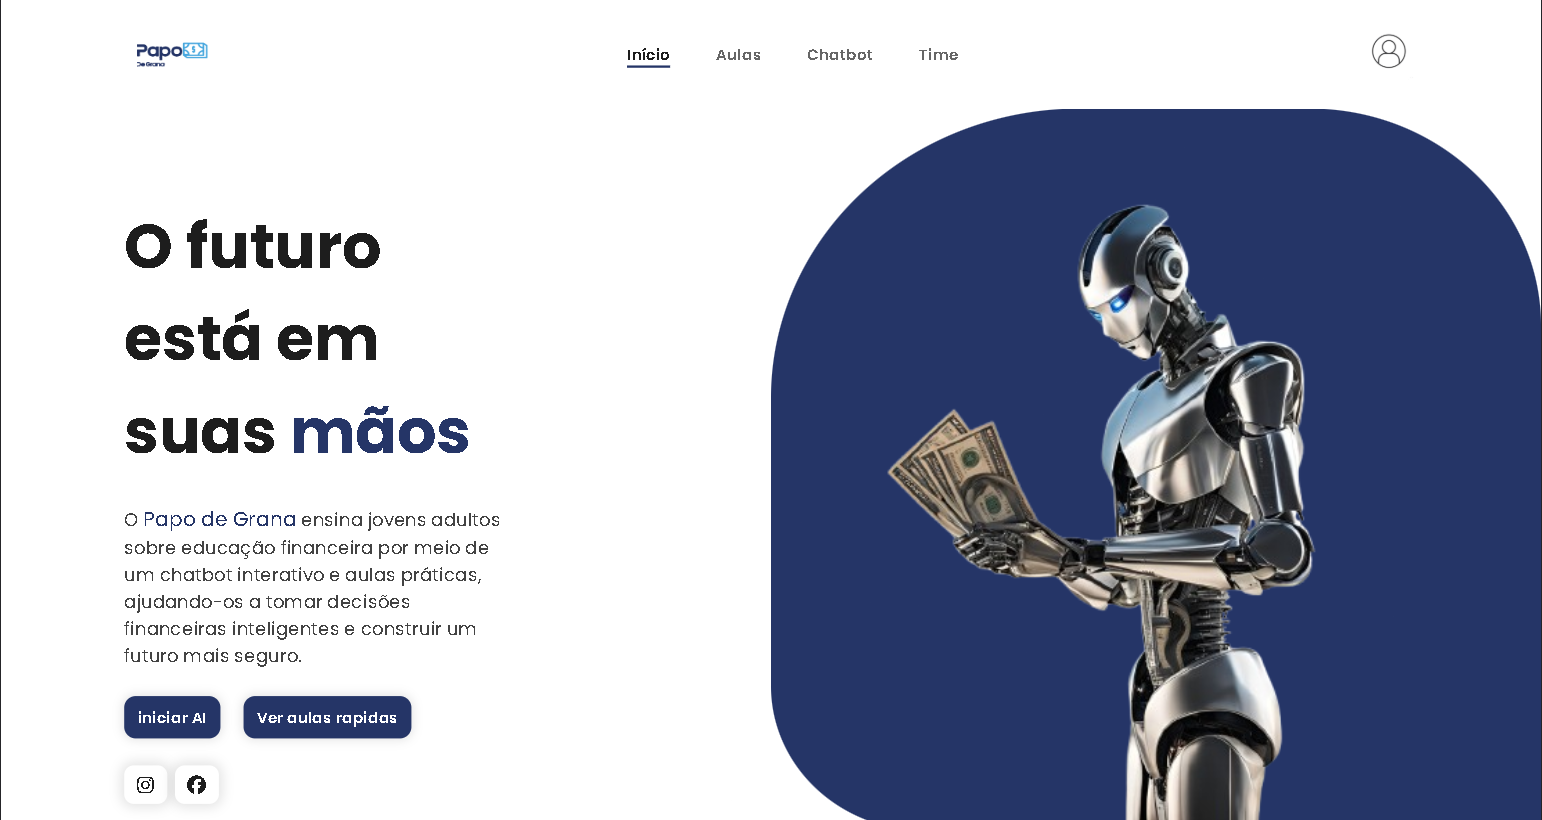 Papo
De Grana
Início
Aulas
Chatbot
Time
O futuro
está em
suas mãos
O Papo de Grana ensina jovens adultos
sobre educação financeira por meio de
um chatbot interativo e aulas práticas,
ajudando-os a tomar decisões
financeiras inteligentes e construir um
futuro mais seguro.
iniciar AI
Ver aulas rapidas